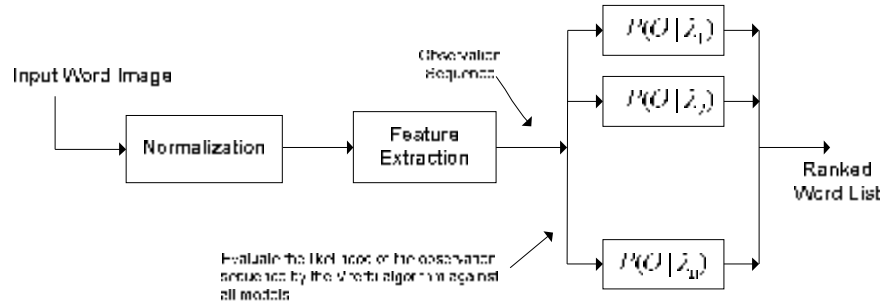 Input Word Image
Normalization
Feature
Extraction
Observation
Sequence
P(O|λ₁)
P(O|λ₂)
P(O|λₘ)
Ranked
Word List
Evaluate the likelihood of the observation
sequence by the Viterbi algorithm against
all models